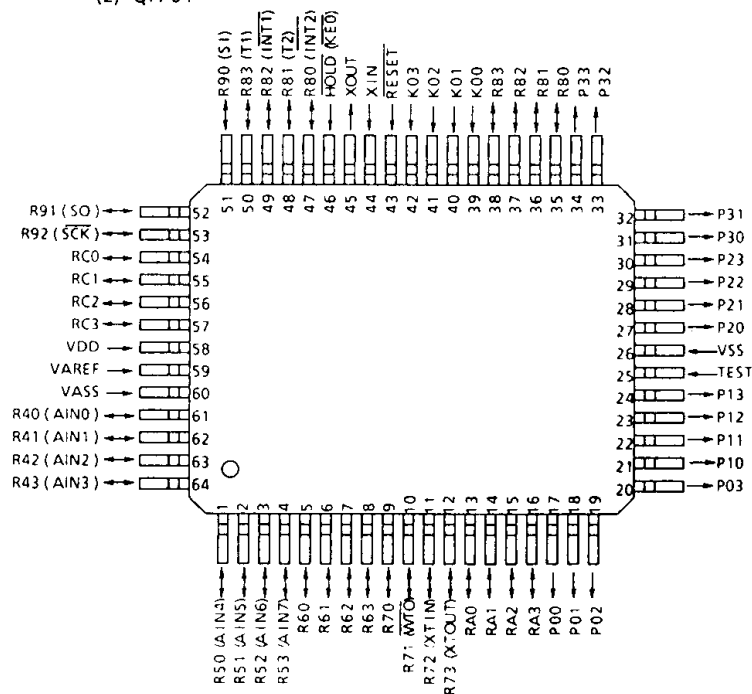 (2) QFP64
R90 (SI)
R83 (T1)
R82 (INT1)
R81 (T2)
R80 (INT2)
HOLD (KE0)
XOUT
XIN
RESET
K03
K02
K01
K00
R83
R82
R81
R80
P33
P32
51 50 49 48 47 46 45 44 43 42 41 40 39 38 37 36 35 34 33
R91 (SO) 52
R92 (SCK) 53
RC0 54
RC1 55
RC2 56
RC3 57
VDD 58
VAREF 59
VASS 60
R40 (AIN0) 61
R41 (AIN1) 62
R42 (AIN2) 63
R43 (AIN3) 64
32 P31
31 P30
30 P23
29 P22
28 P21
27 P20
26 VSS
25 TEST
24 P13
23 P12
22 P11
21 P10
20 P03
1 2 3 4 5 6 7 8 9 10 11 12 13 14 15 16 17 18 19
R50 (AIN4)
R51 (AIN5)
R52 (AIN6)
R53 (AIN7)
R60
R61
R62
R63
R70
R71 (WTO)
R72 (XTIN)
R73 (XTOUT)
RA0
RA1
RA2
RA3
P00
P01
P02